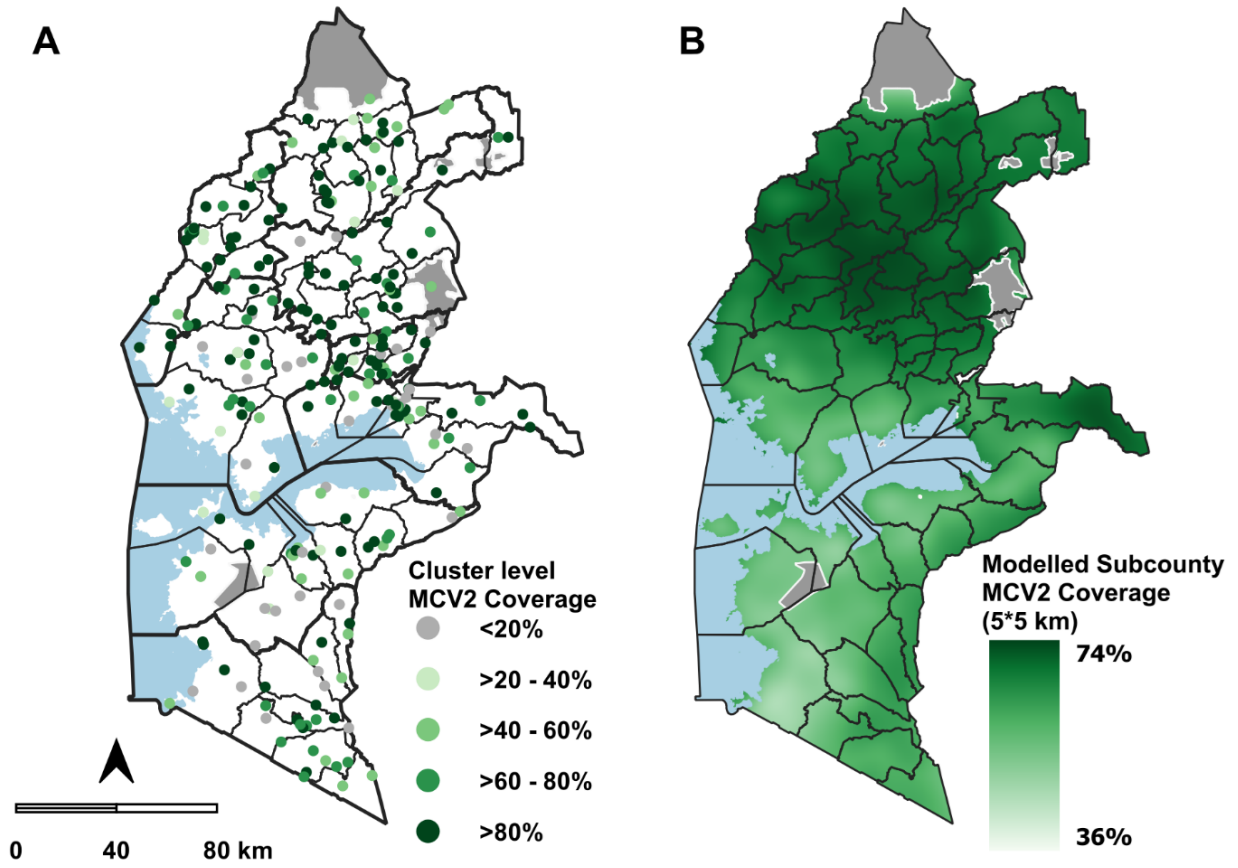 A
B
Cluster level
MCV2 Coverage
<20%
>20 - 40%
>40 - 60%
>60 - 80%
>80%
0 40 80 km
Modelled Subcounty
MCV2 Coverage
(5*5 km)
74%
36%